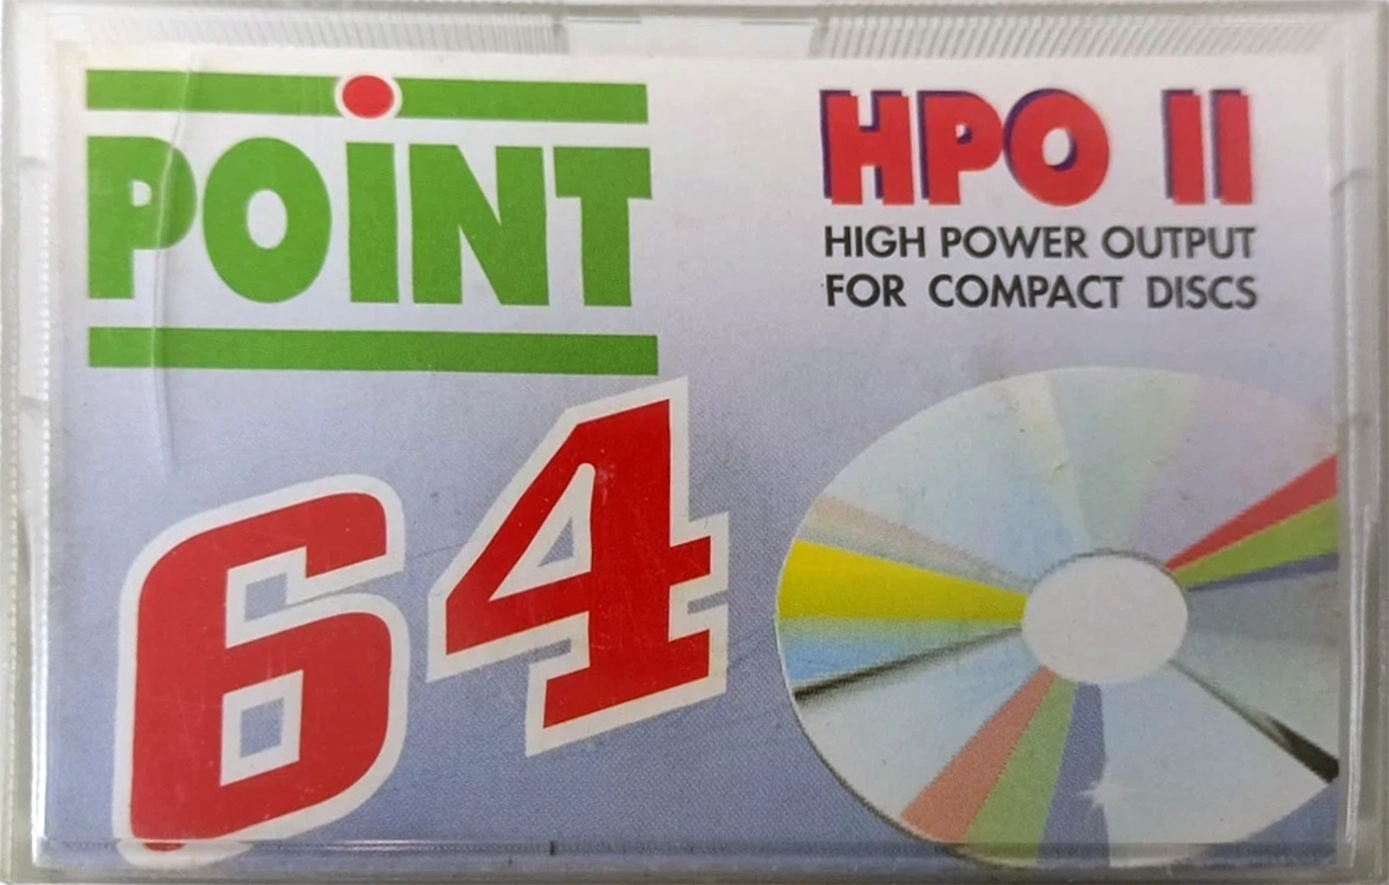 POiNT
HPO II
HIGH POWER OUTPUT
FOR COMPACT DISCS
64